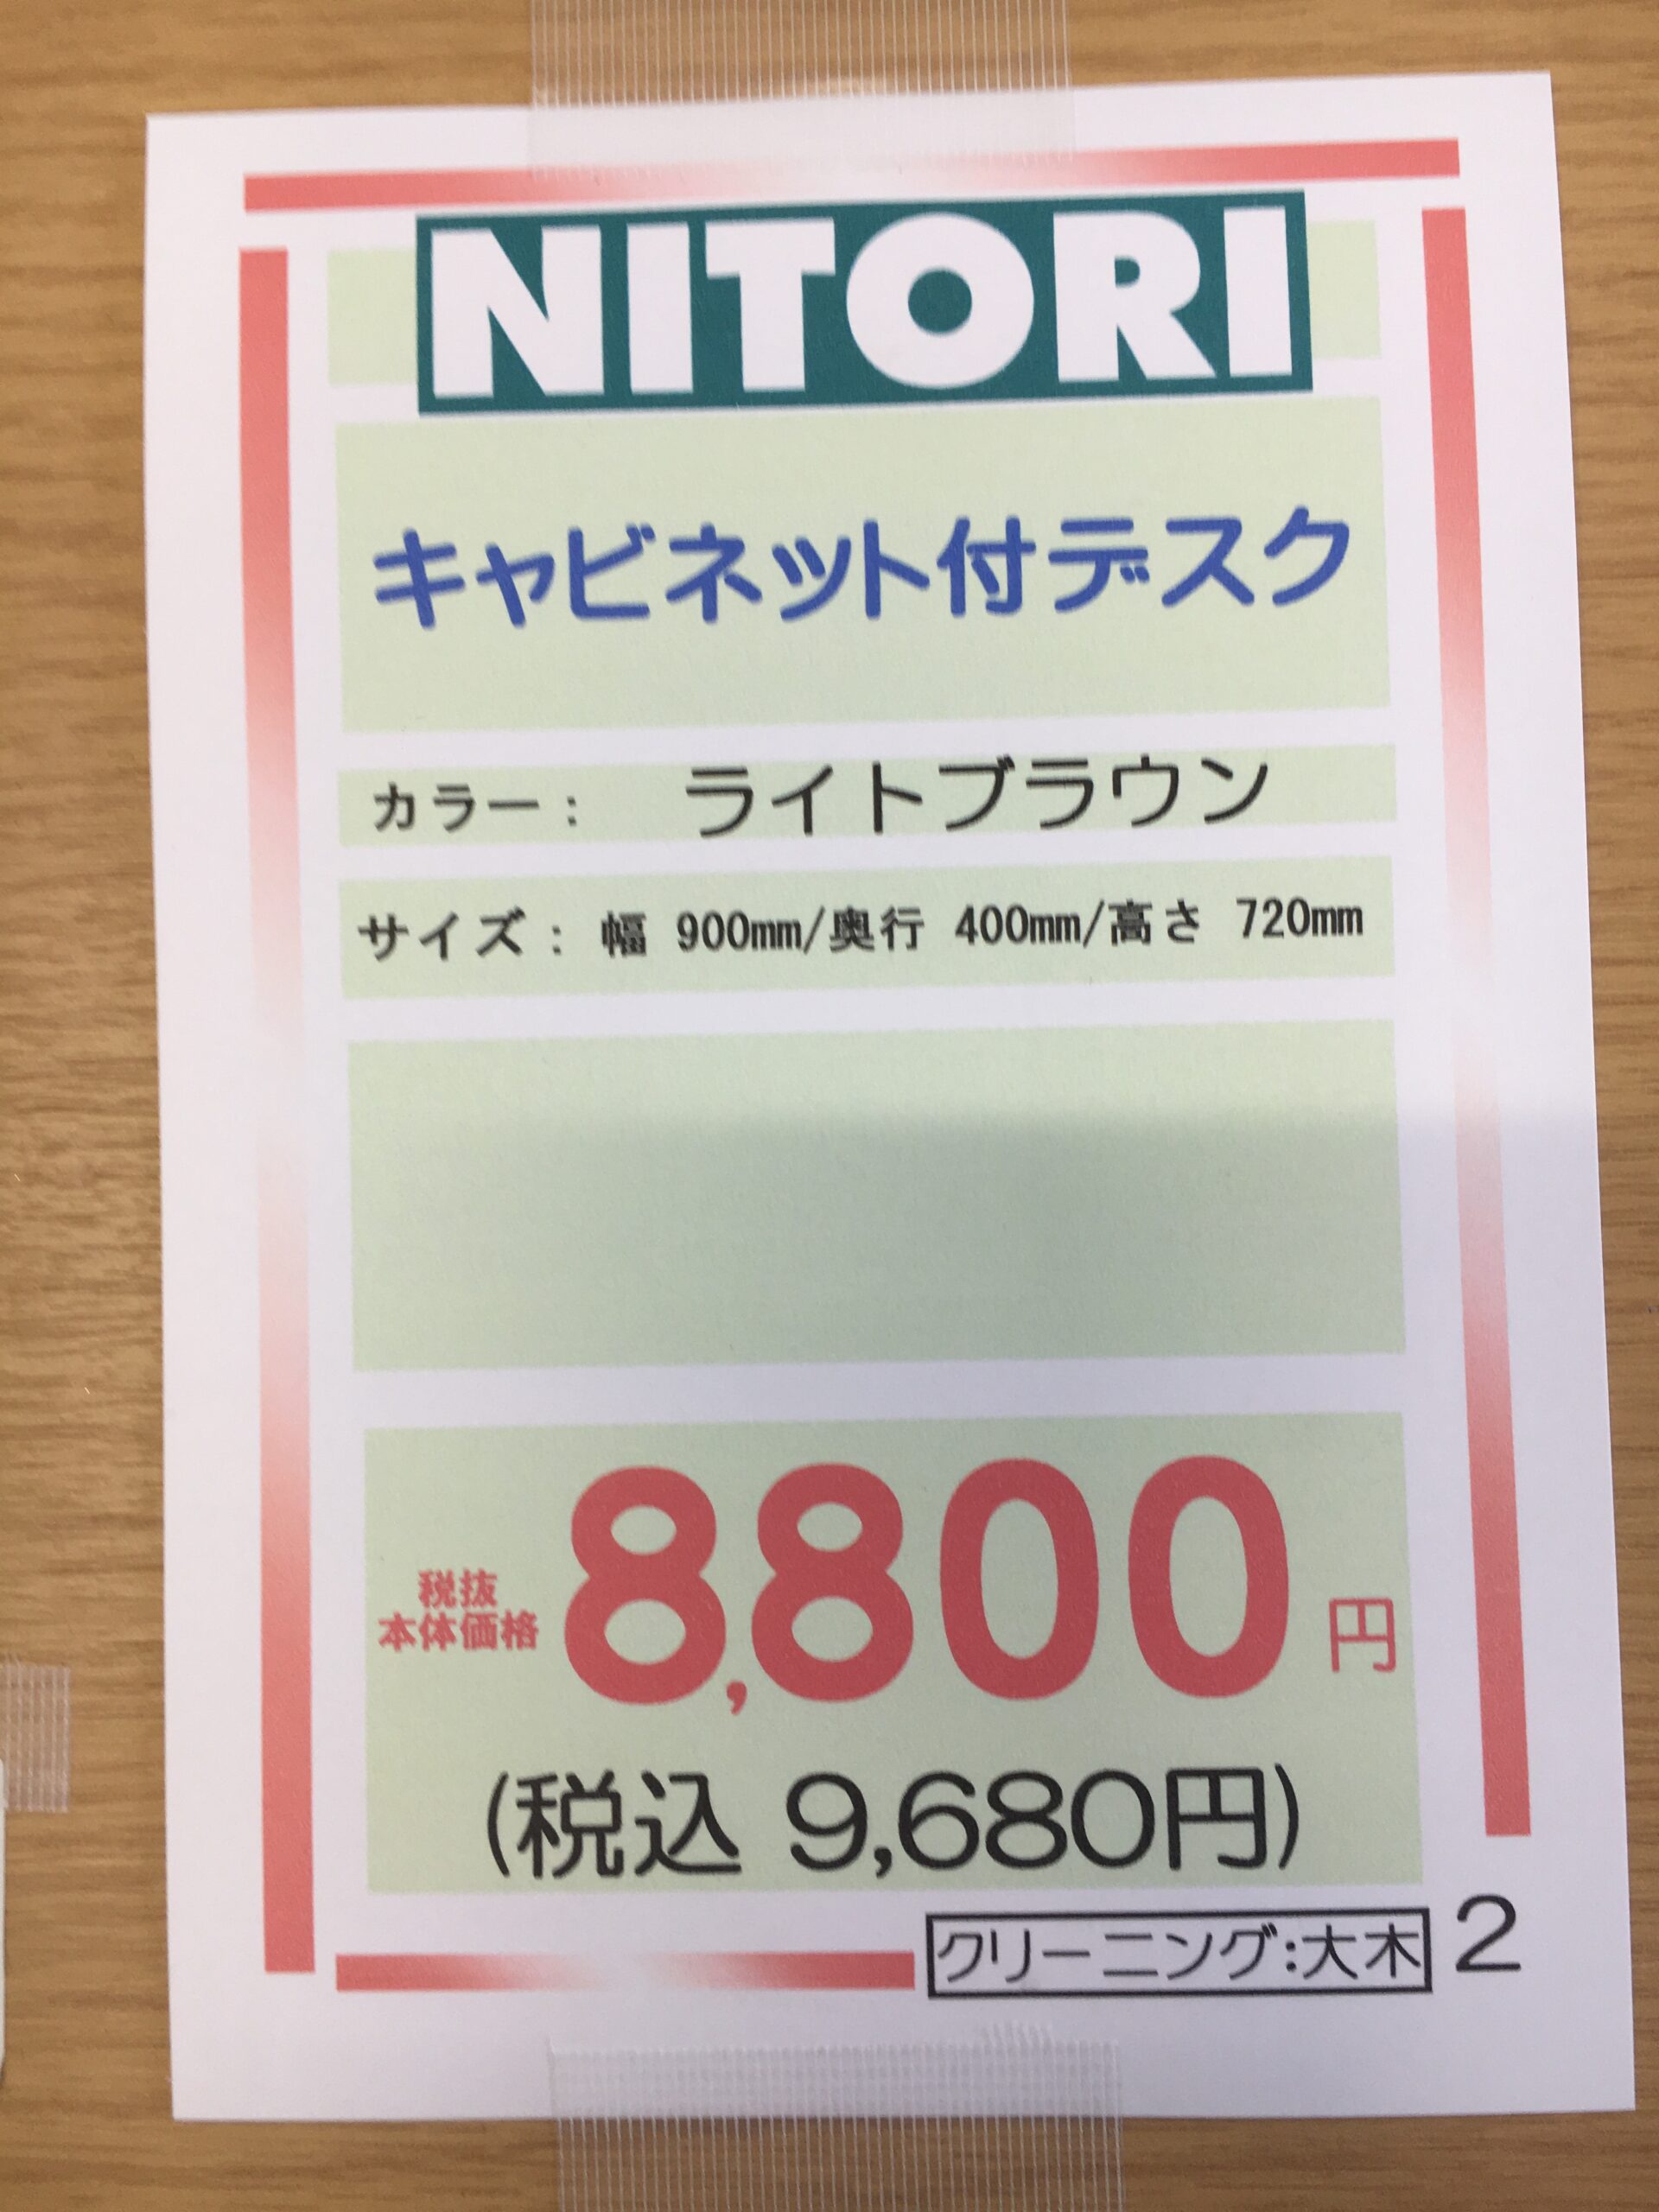 NITORI
キャビネット付デスク
カラー： ライトブラウン
サイズ： 幅 900mm/奥行 400mm/高さ 720mm
税抜
本体価格
8,800円
(税込 9,680円)
クリーニング:大木 2